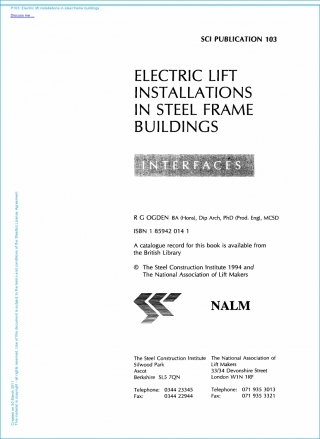 P103: Electric lift installations in steel frame buildings
Discuss me ...
SCI PUBLICATION 103
ELECTRIC LIFT
INSTALLATIONS
IN STEEL FRAME
BUILDINGS
INTERFACES
R G OGDEN BA (Hons), Dip Arch, PhD (Prod. Eng), MCSD
ISBN 1 85942 014 1
A catalogue record for this book is available from
the British Library
© The Steel Construction Institute 1994 and
The National Association of Lift Makers
NALM
The Steel Construction Institute
Silwood Park
Ascot
Berkshire SL5 7QN
Telephone: 0344 23345
Fax: 0344 22944
The National Association of
Lift Makers
33/34 Devonshire Street
London W1N 1RF
Telephone: 071 935 3013
Fax: 071 935 3321
Created on 03 March 2011
This material is copyright - all rights reserved. Use of this document is subject to the terms and conditions of the Steelbiz Licence Agreement